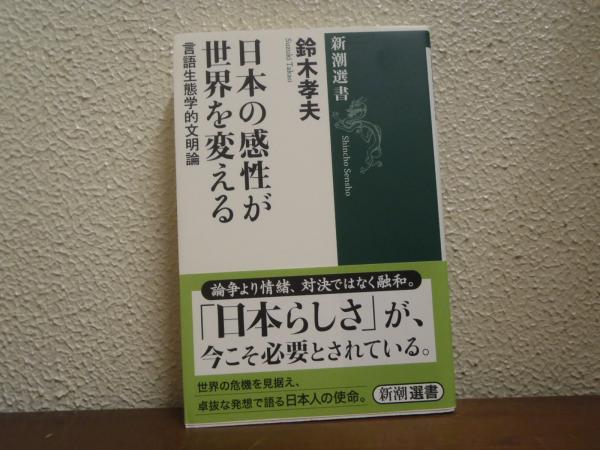 新潮選書
Shincho Sensho
鈴木孝夫
Suzuki Takao
日本の感性が
世界を変える
言語生態学的文明論
論争より情緒、対決ではなく融和。
「日本らしさ」が、
今こそ必要とされている。
世界の危機を見据え、
卓抜な発想で語る日本人の使命。
新潮選書